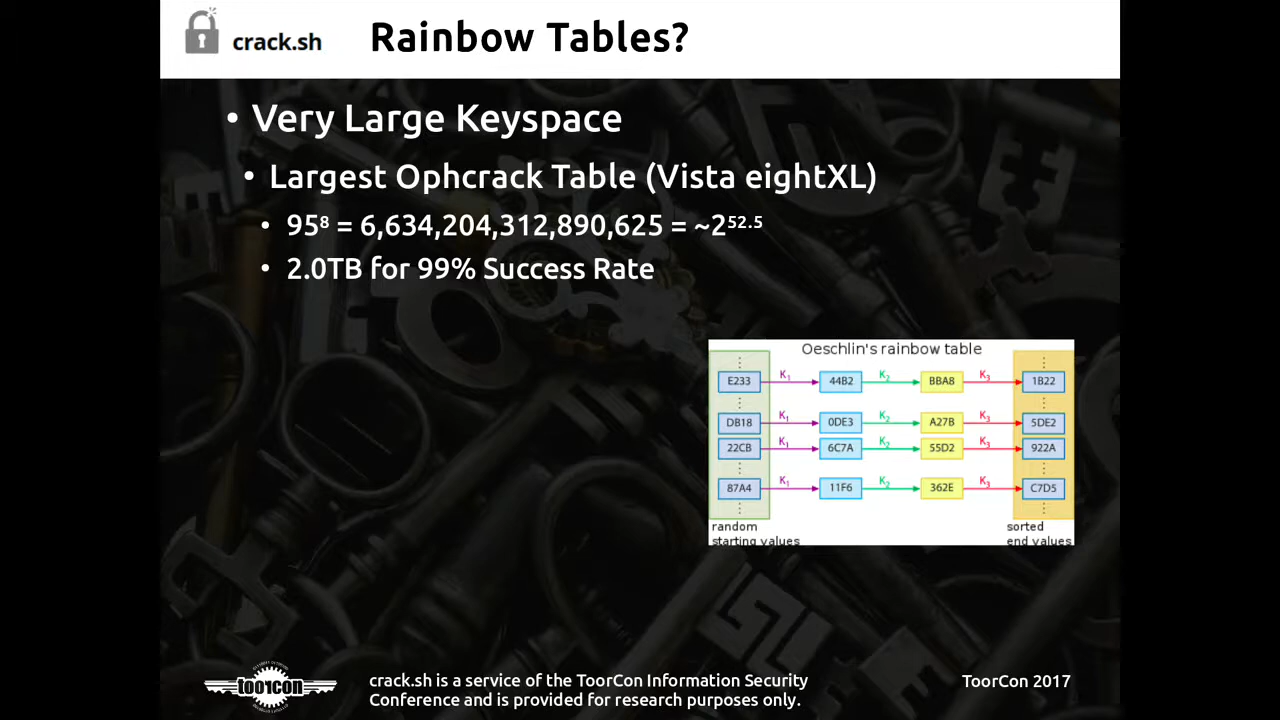 crack.sh
Rainbow Tables?
• Very Large Keyspace
• Largest Ophcrack Table (Vista eightXL)
• 95⁸ = 6,634,204,312,890,625 = ~2⁵²·⁵
• 2.0TB for 99% Success Rate
Oeschlin's rainbow table
E233 K₁ 44B2 K₂ BBA8 K₃ 1B22
DB18 K₁ 0DE3 K₂ A27B K₃ 5DE2
22CB K₁ 6C7A K₂ 55D2 K₃ 922A
87A4 K₁ 11F6 K₂ 362E K₃ C7D5
random
starting values
sorted
end values
toorcon
crack.sh is a service of the ToorCon Information Security
Conference and is provided for research purposes only.
ToorCon 2017